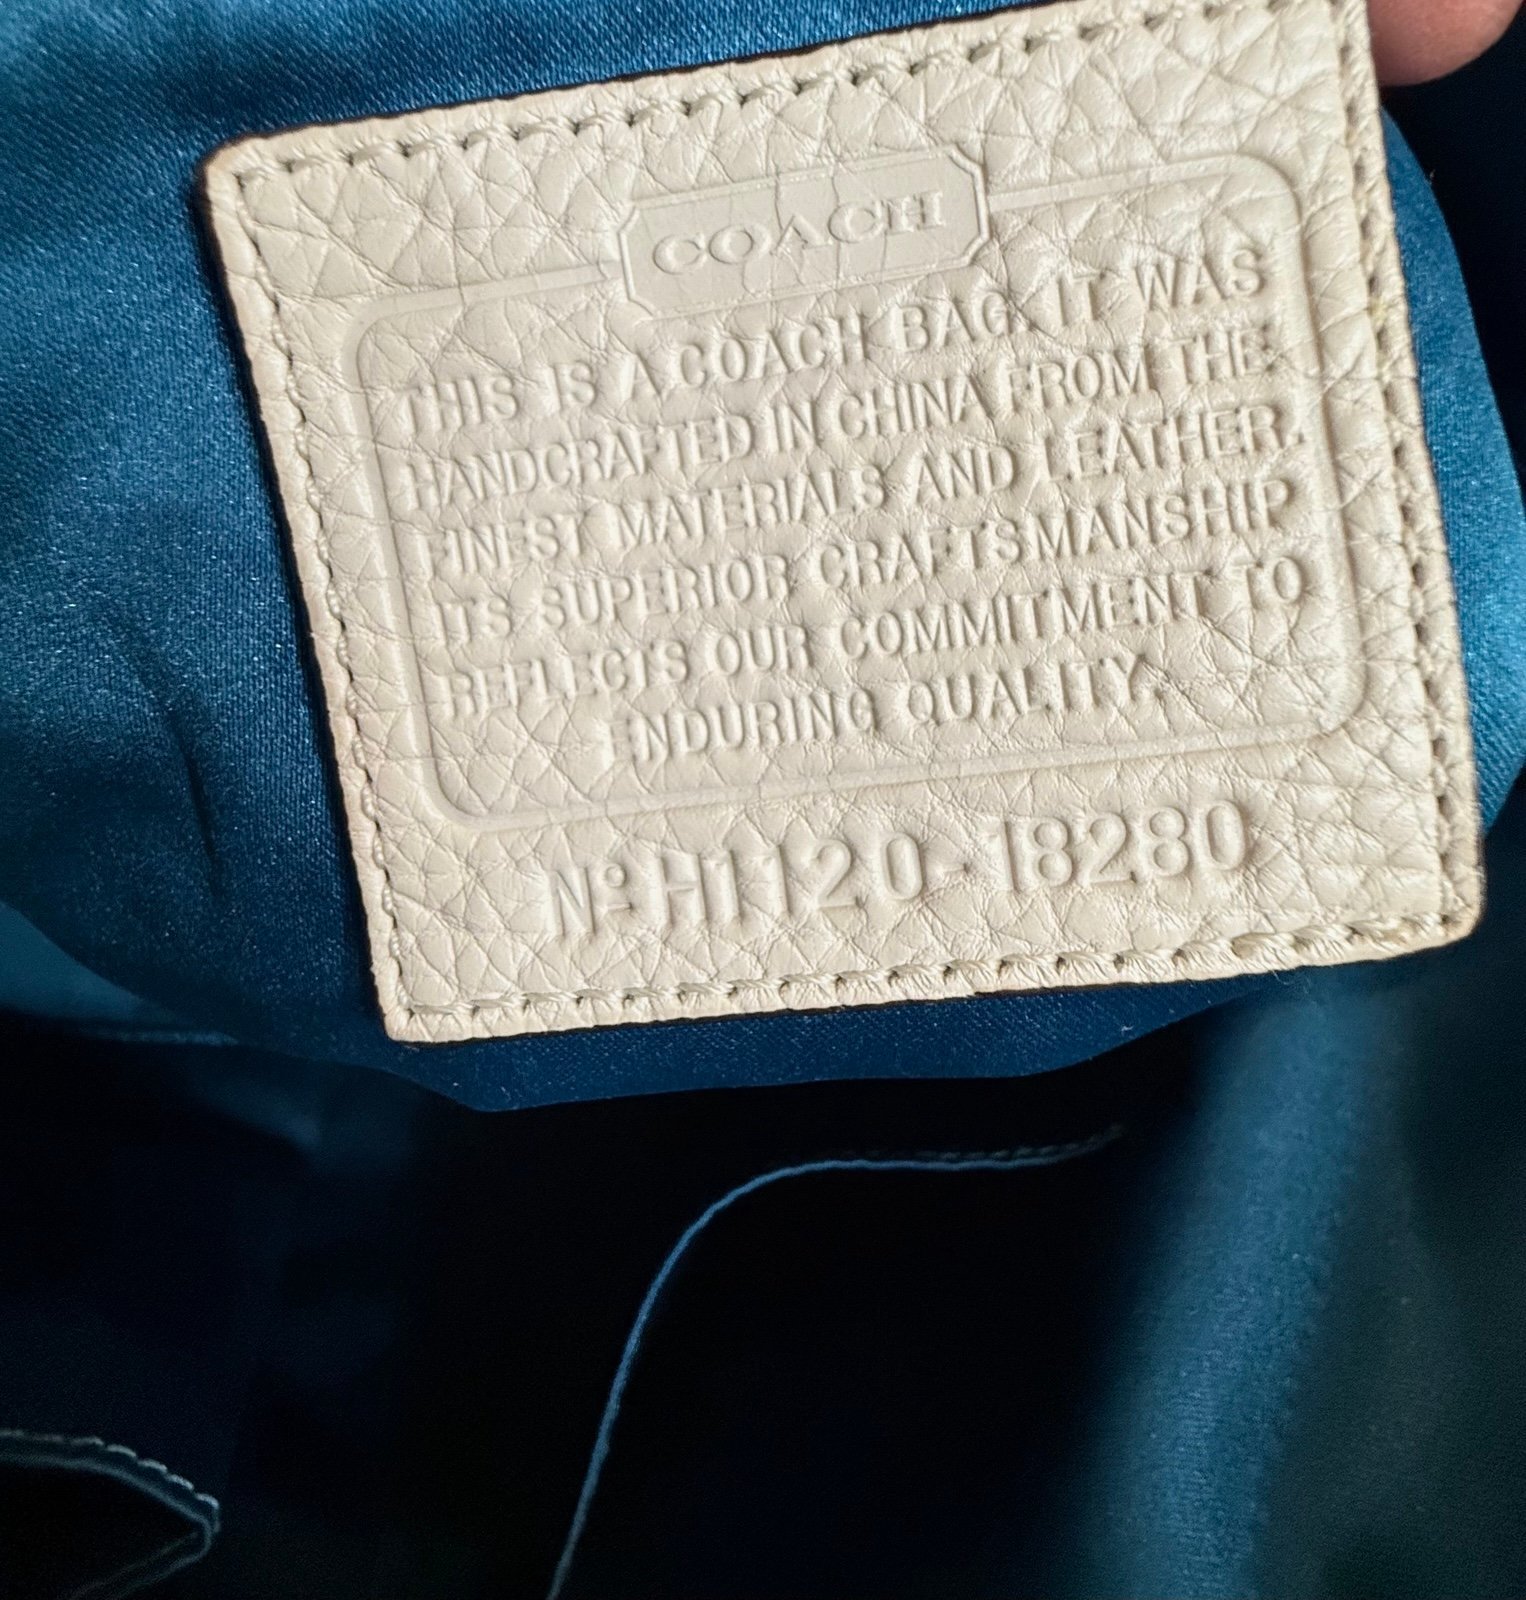 COACH
THIS IS A COACH BAG. IT WAS
HANDCRAFTED IN CHINA FROM THE
FINEST MATERIALS AND LEATHER.
ITS SUPERIOR CRAFTSMANSHIP
REFLECTS OUR COMMITMENT TO
ENDURING QUALITY.
Nº H1120-18280